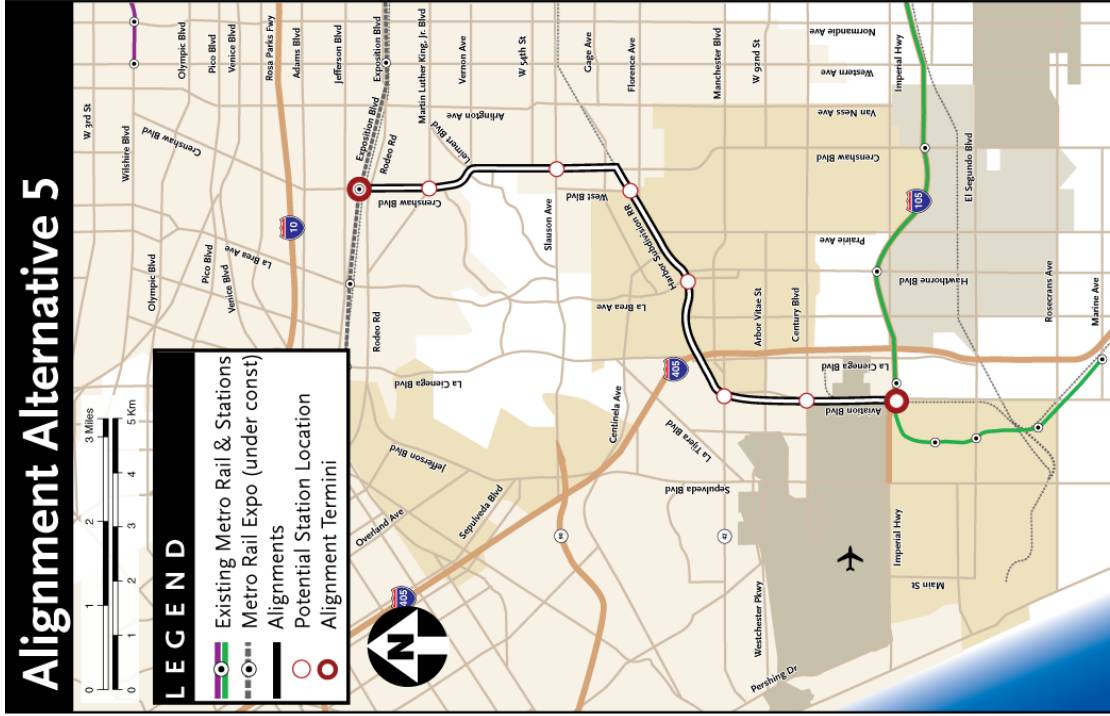 Alignment Alternative 5
0 1 2 3 Miles
0 1 2 3 4 5 Km
LEGEND
Existing Metro Rail & Stations
Metro Rail Expo (under const)
Alignments
Potential Station Location
Alignment Termini
N
W 3rd St
Wilshire Blvd
Crenshaw Blvd
Olympic Blvd
Olympic Blvd
Pico Blvd
Pico Blvd
Venice Blvd
Venice Blvd
La Brea Ave
Rosa Parks Fwy
10
Adams Blvd
Jefferson Blvd
Exposition Blvd
Exposition Blvd
Rodeo Rd
Rodeo Rd
Overland Ave
405
Jefferson Blvd
La Cienega Blvd
Crenshaw Blvd
Martin Luther King, Jr. Blvd
Leimert Blvd
Arlington Ave
Vernon Ave
Sepulveda Blvd
W 54th St
Slauson Ave
90
Gage Ave
West Blvd
Centinela Ave
Florence Ave
Harbor Subdivision RR
La Brea Ave
405
La Tijera Blvd
Sepulveda Blvd
Manchester Blvd
42
W 92nd St
Arbor Vitae St
Westchester Pkwy
Pershing Dr
Century Blvd
Normandie Ave
Western Ave
Van Ness Ave
Crenshaw Blvd
Prairie Ave
Hawthorne Blvd
La Cienega Blvd
Aviation Blvd
Imperial Hwy
Imperial Hwy
105
Main St
El Segundo Blvd
Rosecrans Ave
Marine Ave